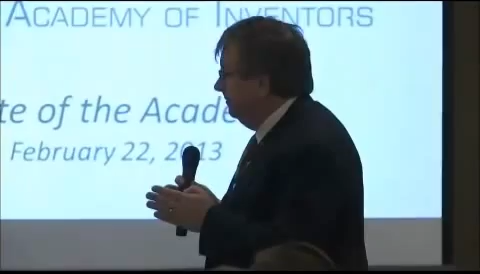 ACADEMY OF INVENTORS
te of the Acade
February 22, 2013